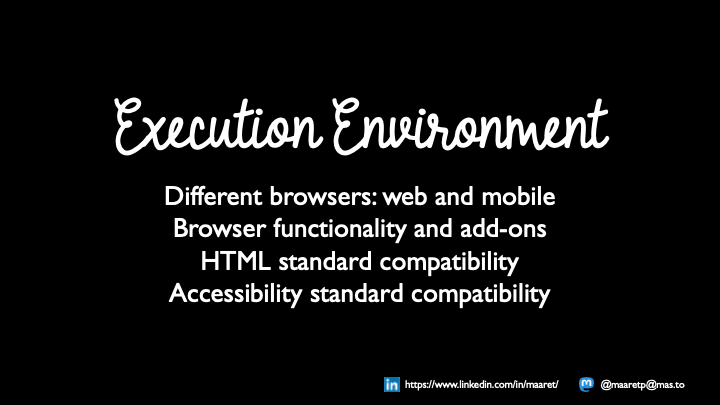 Execution Environment
Different browsers: web and mobile
Browser functionality and add-ons
HTML standard compatibility
Accessibility standard compatibility
in https://www.linkedin.com/in/maaret/ m @maaretp@mas.to